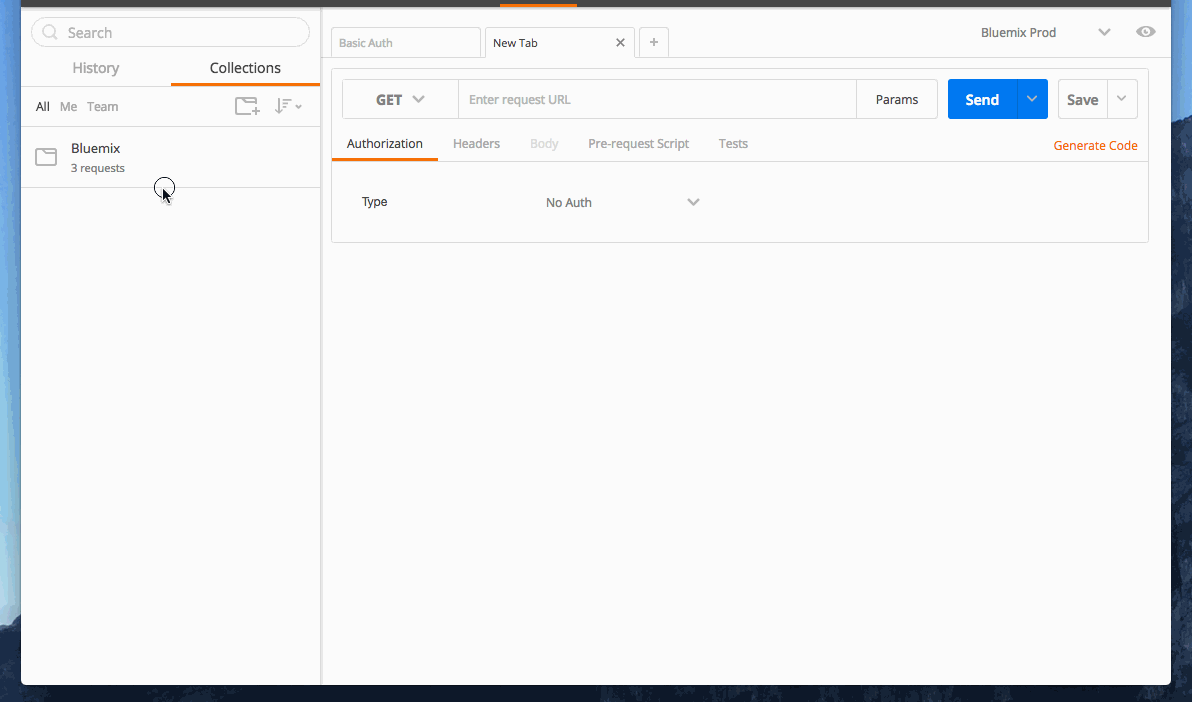 Search
History Collections
All Me Team
Bluemix
3 requests
Basic Auth New Tab
Bluemix Prod
GET Enter request URL Params Send Save
Authorization Headers Body Pre-request Script Tests Generate Code
Type No Auth